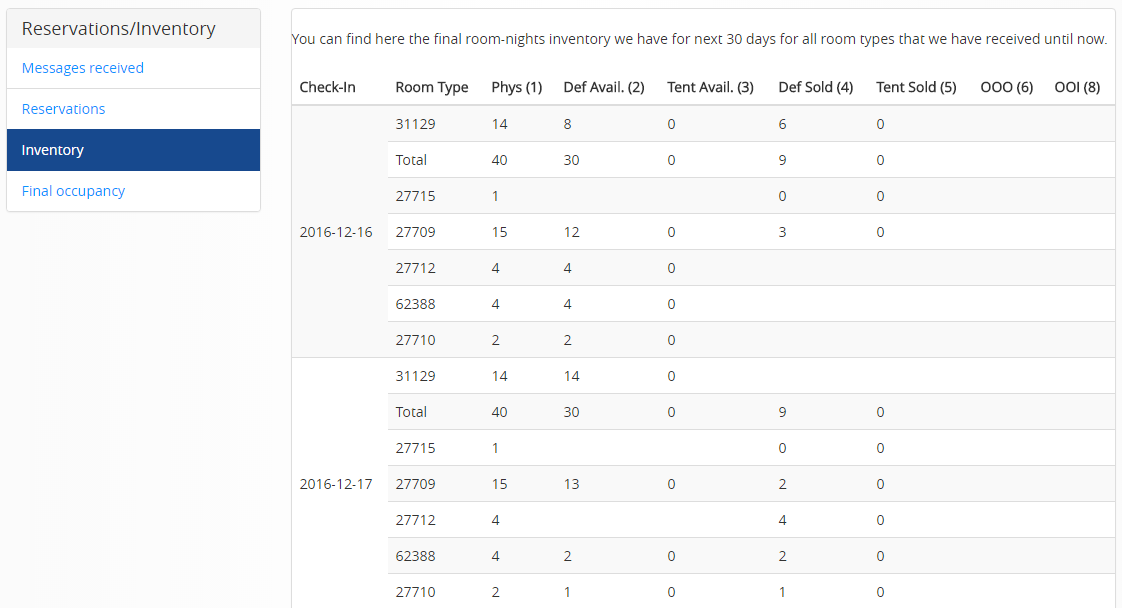 Reservations/Inventory
Messages received
Reservations
Inventory
Final occupancy
You can find here the final room-nights inventory we have for next 30 days for all room types that we have received until now.
Check-In Room Type Phys (1) Def Avail. (2) Tent Avail. (3) Def Sold (4) Tent Sold (5) OOO (6) OOI (8)
31129 14 8 0 6 0
Total 40 30 0 9 0
27715 1 0 0
2016-12-16 27709 15 12 0 3 0
27712 4 4 0
62388 4 4 0
27710 2 2 0
31129 14 14 0
Total 40 30 0 9 0
27715 1 0 0
2016-12-17 27709 15 13 0 2 0
27712 4 4 0
62388 4 2 0 2 0
27710 2 1 0 1 0